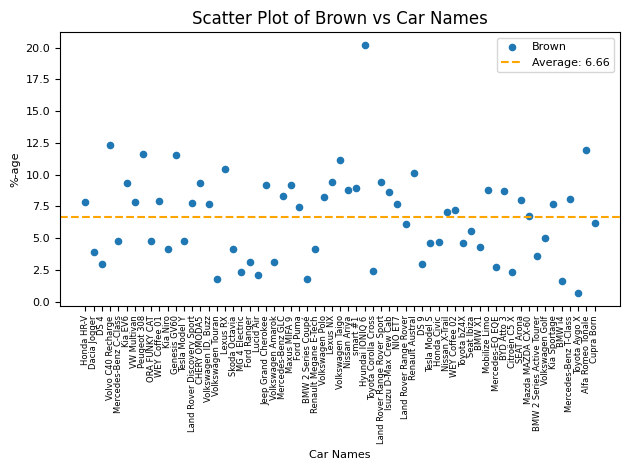 Scatter Plot of Brown vs Car Names
Brown
Average: 6.66
%-age
20.0
17.5
15.0
12.5
10.0
7.5
5.0
2.5
0.0
Honda HR-V
Dacia Jogger
DS 4
Volvo C40 Recharge
Mercedes-Benz C-Class
Kia EV6
VW Multivan
Peugeot 308
ORA FUNKY CAT
WEY Coffee 01
Kia Niro
Genesis GV60
Tesla Model Y
Land Rover Discovery Sport
CHERY OMODA5
Volkswagen ID. Buzz
Volkswagen Touran
Lexus RX
Skoda Octavia
MG 4 Electric
Ford Ranger
Lucid Air
Jeep Grand Cherokee
Volkswagen Amarok
Mercedes-Benz GLC
Maxus MIFA 9
Ford Puma
BMW 2 Series Coupé
Renault Megane E-Tech
Volkswagen Polo
Lexus NX
Volkswagen Taigo
Nissan Ariya
smart #1
Hyundai IONIQ 6
Toyota Corolla Cross
Land Rover Range Rover Sport
Isuzu D-Max Crew Cab
NIO ET7
Land Rover Range Rover
Renault Austral
DS 9
Tesla Model S
Honda Civic
Nissan X-Trail
WEY Coffee 02
Toyota bZ4X
Seat Ibiza
BMW X1
Mobilize Limo
Mercedes-EQ EQE
BYD Atto 3
Citroën C5 X
SEAT Arona
Mazda MAZDA CX-60
BMW 2 Series Active Tourer
Volkswagen Golf
Kia Sportage
BMW i4
Mercedes-Benz T-Class
Toyota Aygo X
Alfa Romeo Tonale
Cupra Born
Car Names